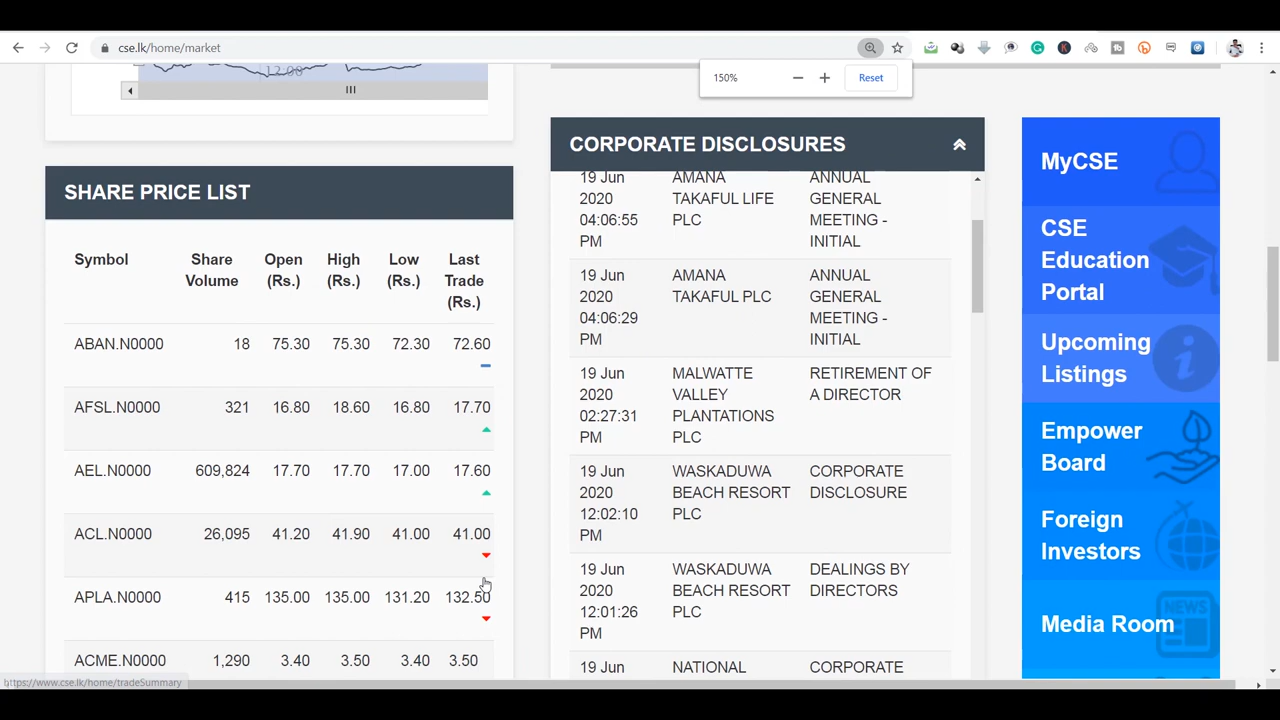 cse.lk/home/market
150%
Reset
12:00
SHARE PRICE LIST
Symbol Share Volume Open (Rs.) High (Rs.) Low (Rs.) Last Trade (Rs.)
ABAN.N0000 18 75.30 75.30 72.30 72.60
AFSL.N0000 321 16.80 18.60 16.80 17.70
AEL.N0000 609,824 17.70 17.70 17.00 17.60
ACL.N0000 26,095 41.20 41.90 41.00 41.00
APLA.N0000 415 135.00 135.00 131.20 132.50
ACME.N0000 1,290 3.40 3.50 3.40 3.50
CORPORATE DISCLOSURES
19 Jun AMANA ANNUAL
2020 TAKAFUL LIFE GENERAL
04:06:55 PLC MEETING -
PM INITIAL
19 Jun AMANA ANNUAL
2020 TAKAFUL PLC GENERAL
04:06:29 MEETING -
PM INITIAL
19 Jun MALWATTE RETIREMENT OF
2020 VALLEY A DIRECTOR
02:27:31 PLANTATIONS
PM PLC
19 Jun WASKADUWA CORPORATE
2020 BEACH RESORT DISCLOSURE
12:02:10 PLC
PM
19 Jun WASKADUWA DEALINGS BY
2020 BEACH RESORT DIRECTORS
12:01:26 PLC
PM
19 Jun NATIONAL CORPORATE
MyCSE
CSE
Education
Portal
Upcoming
Listings
Empower
Board
Foreign
Investors
Media Room
NEWS
https://www.cse.lk/home/tradeSummary